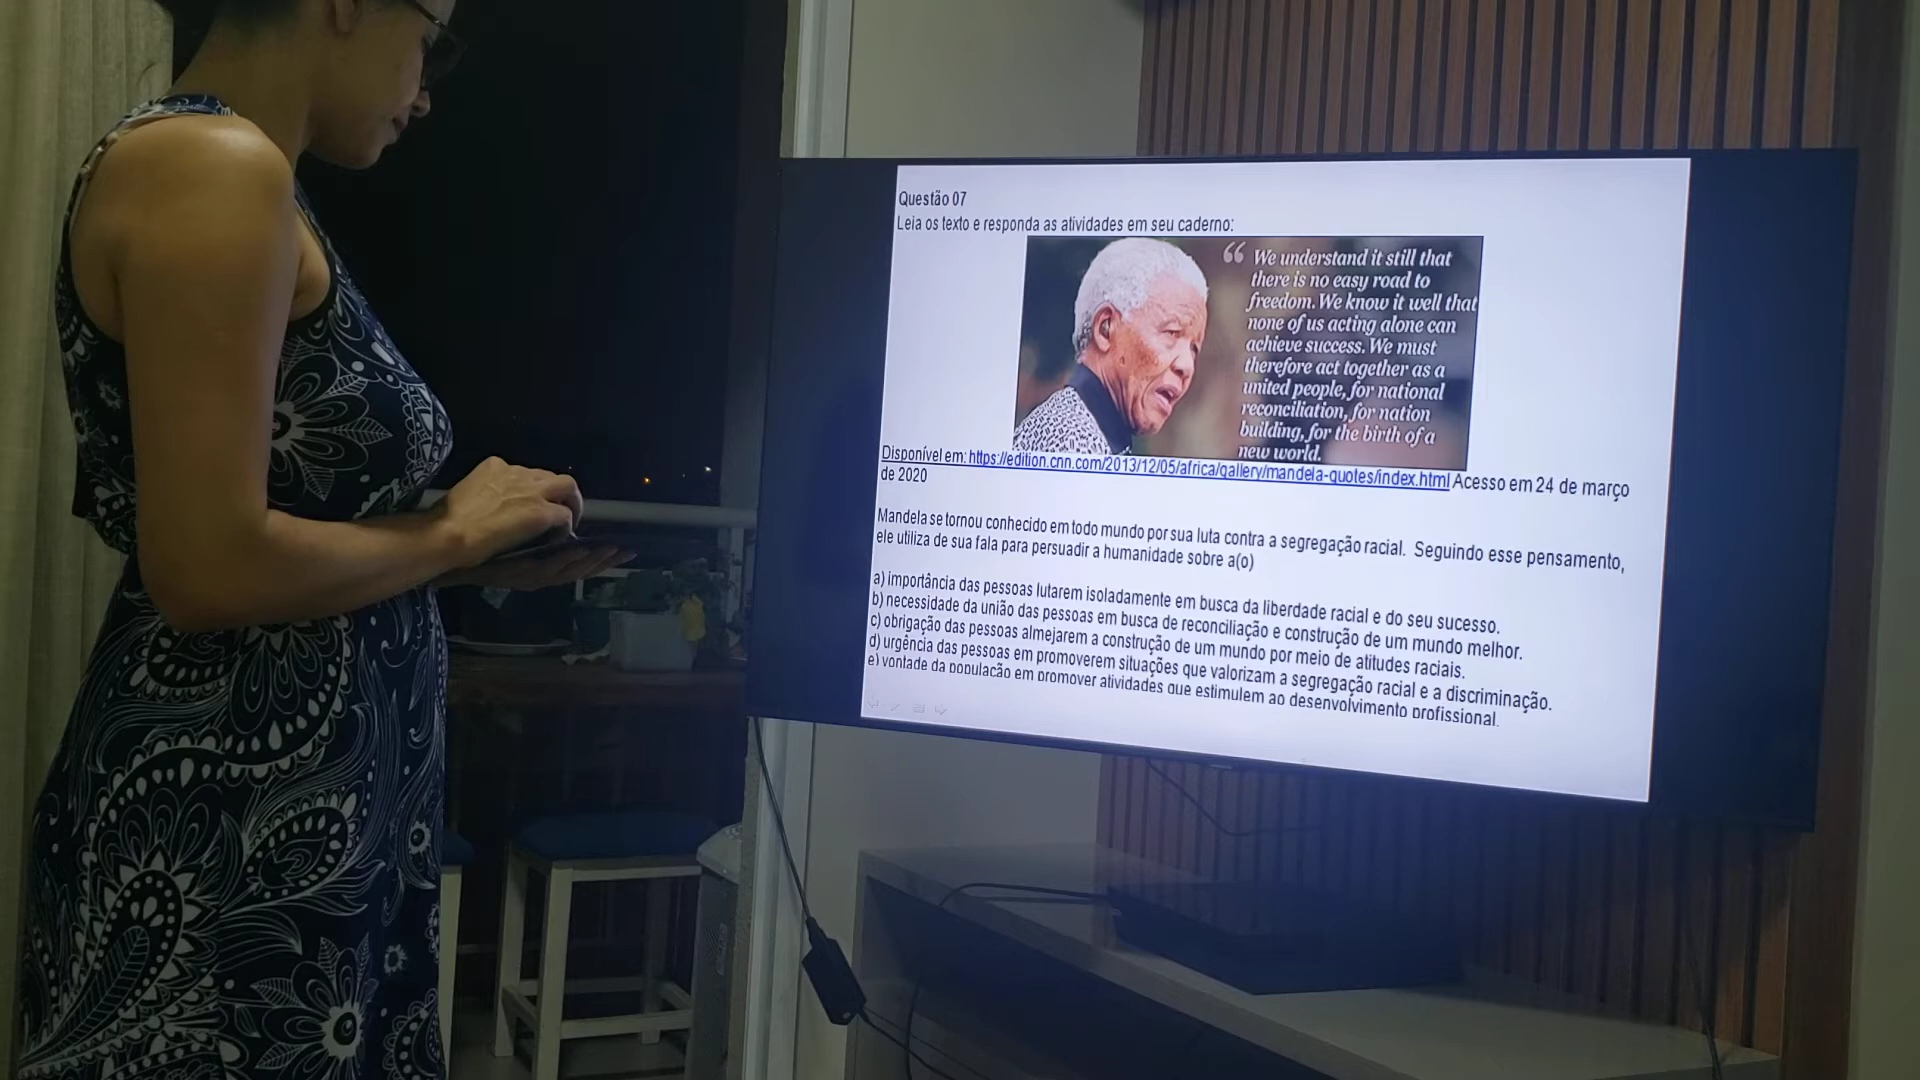 Questão 07
Leia os texto e responda as atividades em seu caderno:
“ We understand it still that
there is no easy road to
freedom. We know it well that
none of us acting alone can
achieve success. We must
therefore act together as a
united people, for national
reconciliation, for nation
building, for the birth of a
new world.
Disponível em: https://edition.cnn.com/2013/12/05/africa/gallery/mandela-quotes/index.html Acesso em 24 de março
de 2020
Mandela se tornou conhecido em todo mundo por sua luta contra a segregação racial. Seguindo esse pensamento,
ele utiliza de sua fala para persuadir a humanidade sobre a(o)
a) importância das pessoas lutarem isoladamente em busca da liberdade racial e do seu sucesso.
b) necessidade da união das pessoas em busca de reconciliação e construção de um mundo melhor.
c) obrigação das pessoas almejarem a construção de um mundo por meio de atitudes raciais.
d) urgência das pessoas em promoverem situações que valorizam a segregação racial e a discriminação.
e) vontade da população em promover atividades que estimulem ao desenvolvimento profissional.